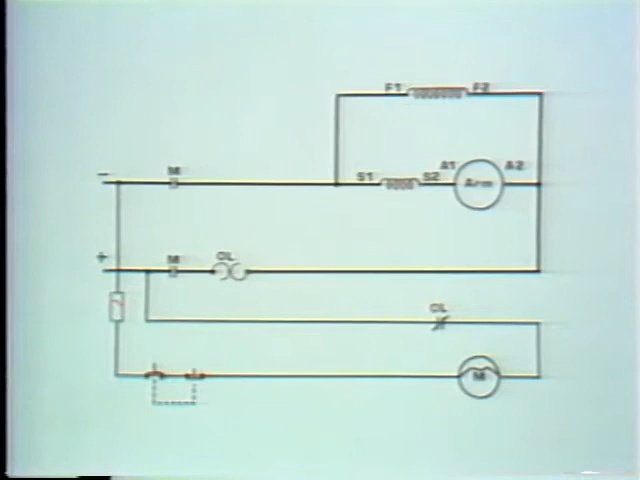 F1 F2
A1 A2
− M S1 S2 Arm
+ M OL
OL
M